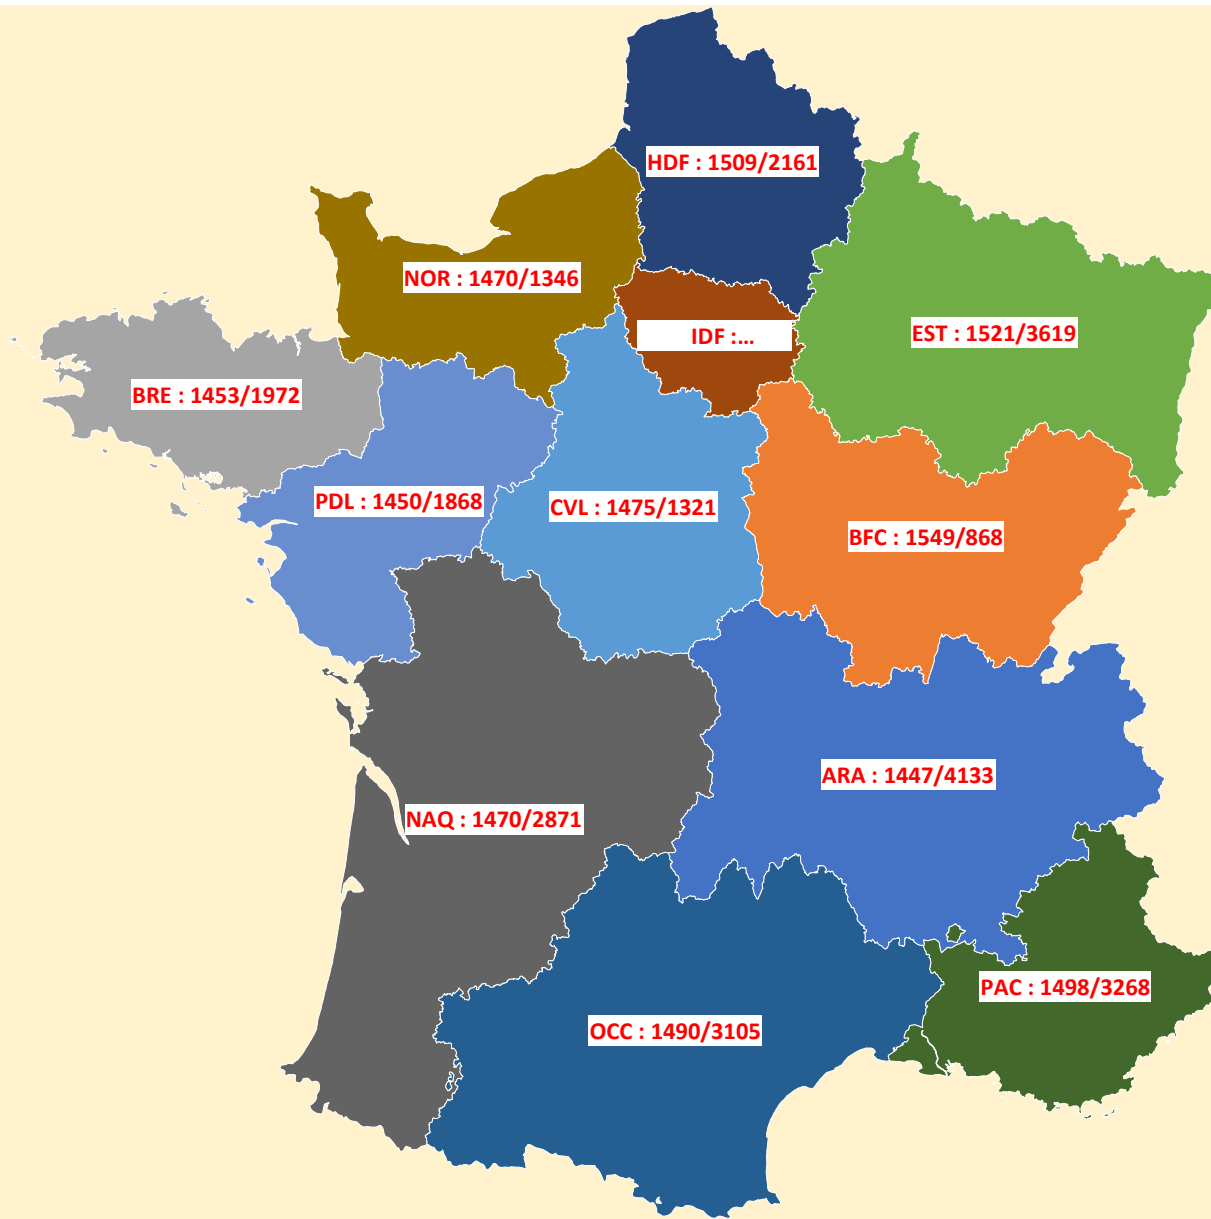 HDF : 1509/2161
NOR : 1470/1346
IDF :...
EST : 1521/3619
BRE : 1453/1972
PDL : 1450/1868
CVL : 1475/1321
BFC : 1549/868
ARA : 1447/4133
NAQ : 1470/2871
PAC : 1498/3268
OCC : 1490/3105